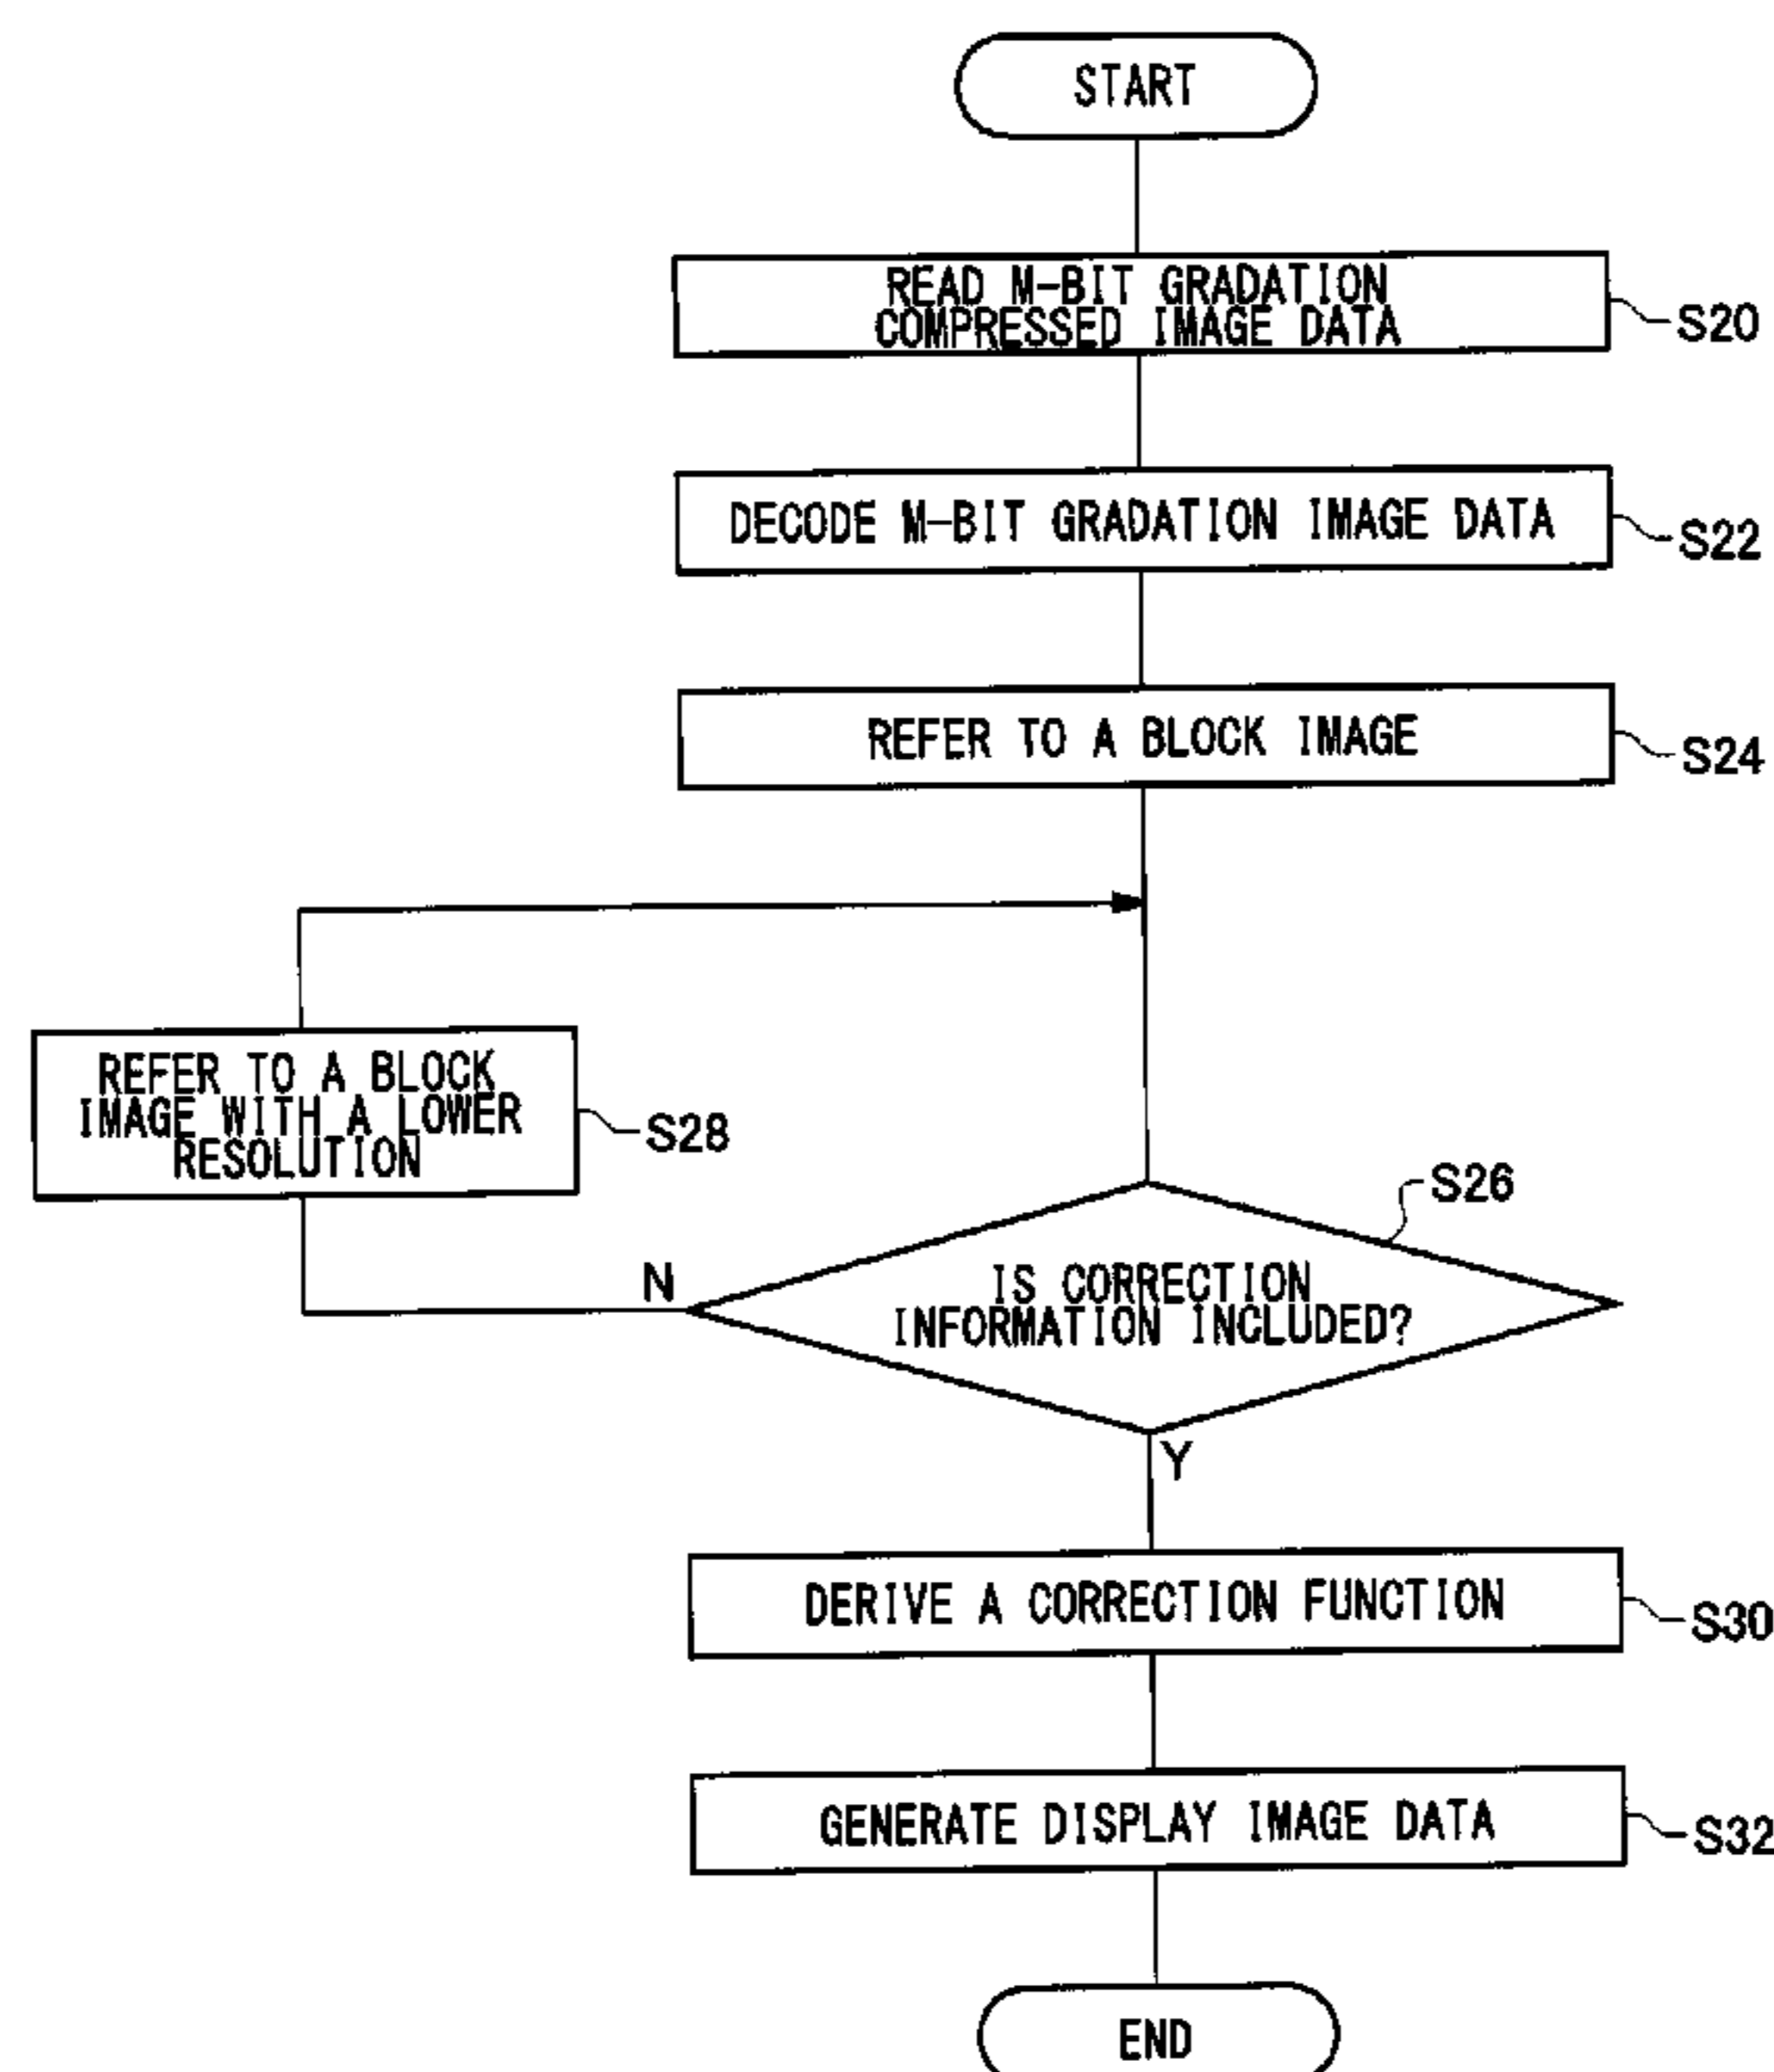 START
READ M-BIT GRADATION
COMPRESSED IMAGE DATA
S20
DECODE M-BIT GRADATION IMAGE DATA
S22
REFER TO A BLOCK IMAGE
S24
REFER TO A BLOCK
IMAGE WITH A LOWER
RESOLUTION
S28
S26
N
IS CORRECTION
INFORMATION INCLUDED?
Y
DERIVE A CORRECTION FUNCTION
S30
GENERATE DISPLAY IMAGE DATA
S32
END